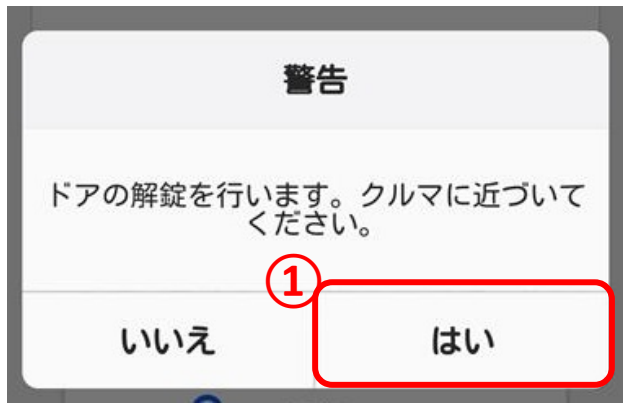 警告
ドアの解錠を行います。クルマに近づいて
ください。
①
いいえ
はい